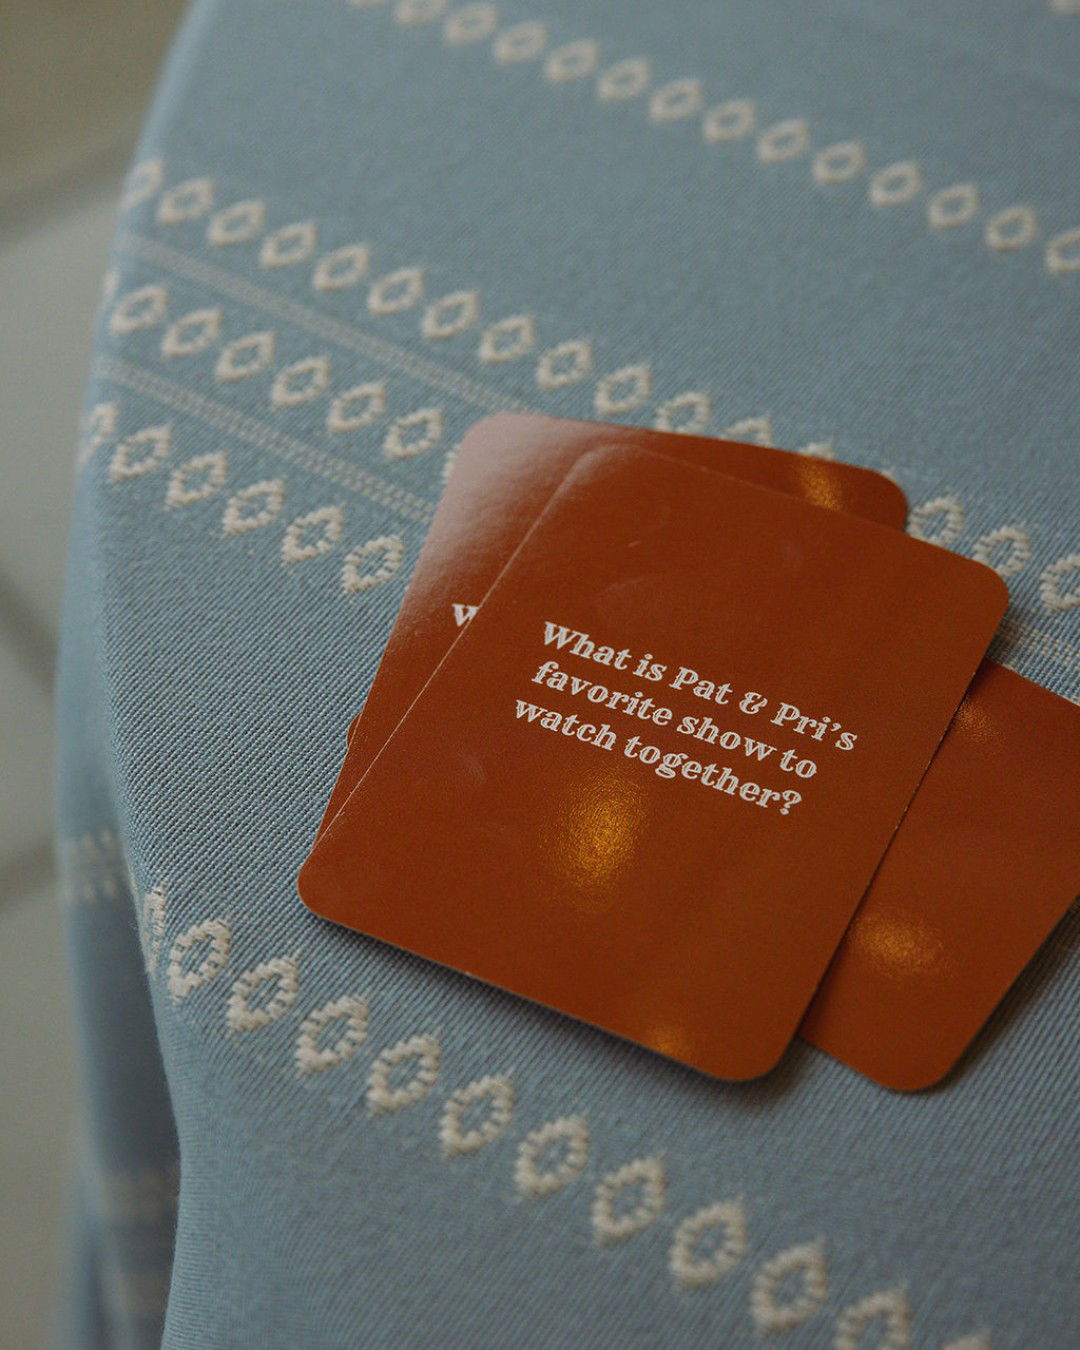 What is Pat & Pri's
favorite show to
watch together?